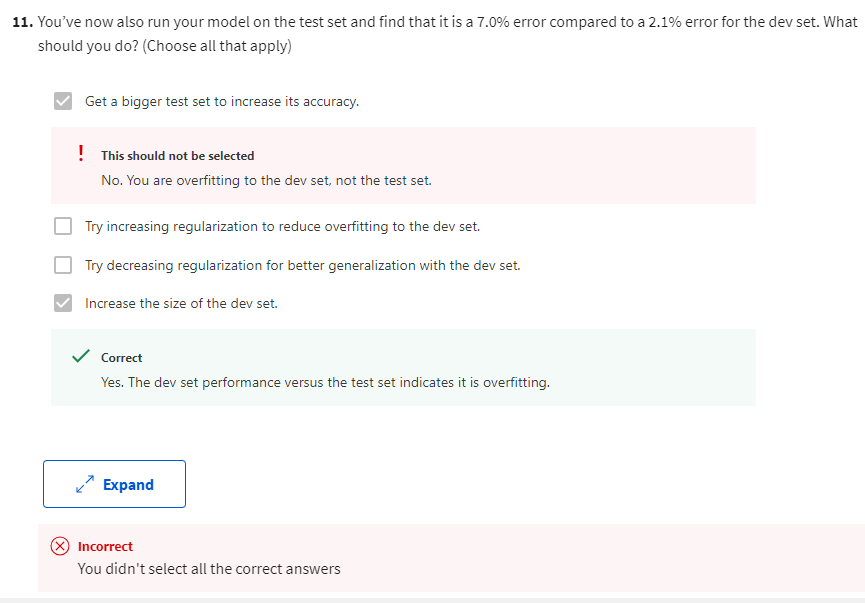 11. You've now also run your model on the test set and find that it is a 7.0% error compared to a 2.1% error for the dev set. What
should you do? (Choose all that apply)
Get a bigger test set to increase its accuracy.
! This should not be selected
No. You are overfitting to the dev set, not the test set.
Try increasing regularization to reduce overfitting to the dev set.
Try decreasing regularization for better generalization with the dev set.
Increase the size of the dev set.
Correct
Yes. The dev set performance versus the test set indicates it is overfitting.
Expand
Incorrect
You didn't select all the correct answers